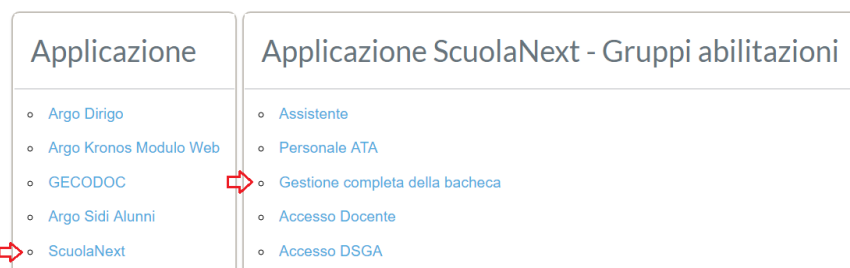 Applicazione
Argo Dirigo
Argo Kronos Modulo Web
GECODOC
Argo Sidi Alunni
ScuolaNext
Applicazione ScuolaNext - Gruppi abilitazioni
Assistente
Personale ATA
Gestione completa della bacheca
Accesso Docente
Accesso DSGA